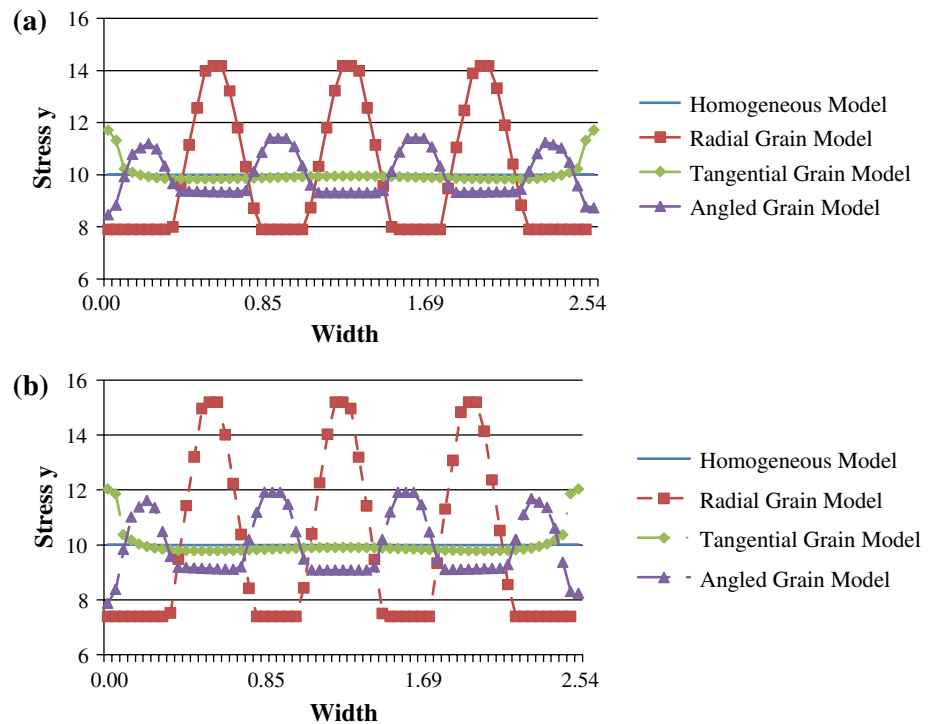 (a)
16
14
12
10
8
6
Stress y
0.00
0.85
1.69
2.54
Width
Homogeneous Model
Radial Grain Model
Tangential Grain Model
Angled Grain Model
(b)
16
14
12
10
8
6
Stress y
0.00
0.85
1.69
2.54
Width
Homogeneous Model
Radial Grain Model
Tangential Grain Model
Angled Grain Model